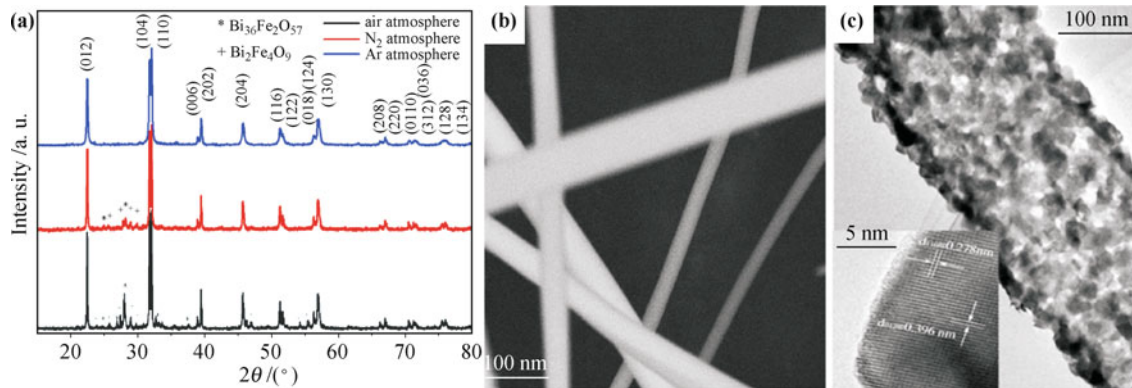 (a)
* Bi36Fe2O57
+ Bi2Fe4O9
air atmosphere
N2 atmosphere
Ar atmosphere
(012)
(104)
(110)
(006)
(202)
(204)
(116)
(122)
(018)(124)
(130)
(208)
(220)
(0110)
(036)
(312)
(128)
(134)
Intensity /a. u.
20 30 40 50 60 70 80
2θ /(°)
(b)
100 nm
(c)
100 nm
5 nm
=0.278nm
=0.396 nm